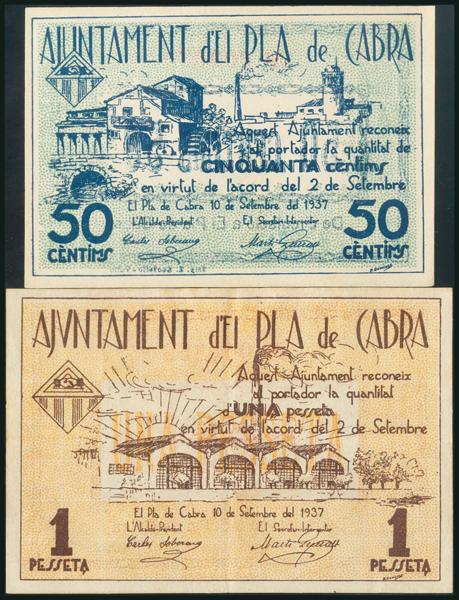 AJUNTAMENT d'El PLA de CABRA
Aquest Ajuntament reconeix
al portador la quantitat de
CINQUANTA cèntims
en virtut de l'acord del 2 de Setembre
El Pla de Cabra 10 de Setembre del 1937
L'Alcalde-President El Secretari-Interventor
50 50
CÈNTIMS CÈNTIMS
AJVNTAMENT d'El PLA de CABRA
Aquest Ajuntament reconeix
al portador la quantitat
d'UNA pesseta
en virtut de l'acord del 2 de Setembre
El Pla de Cabra 10 de Setembre del 1937
L'Alcalde-President El Secretari-Interventor
1 1
PESSETA PESSETA